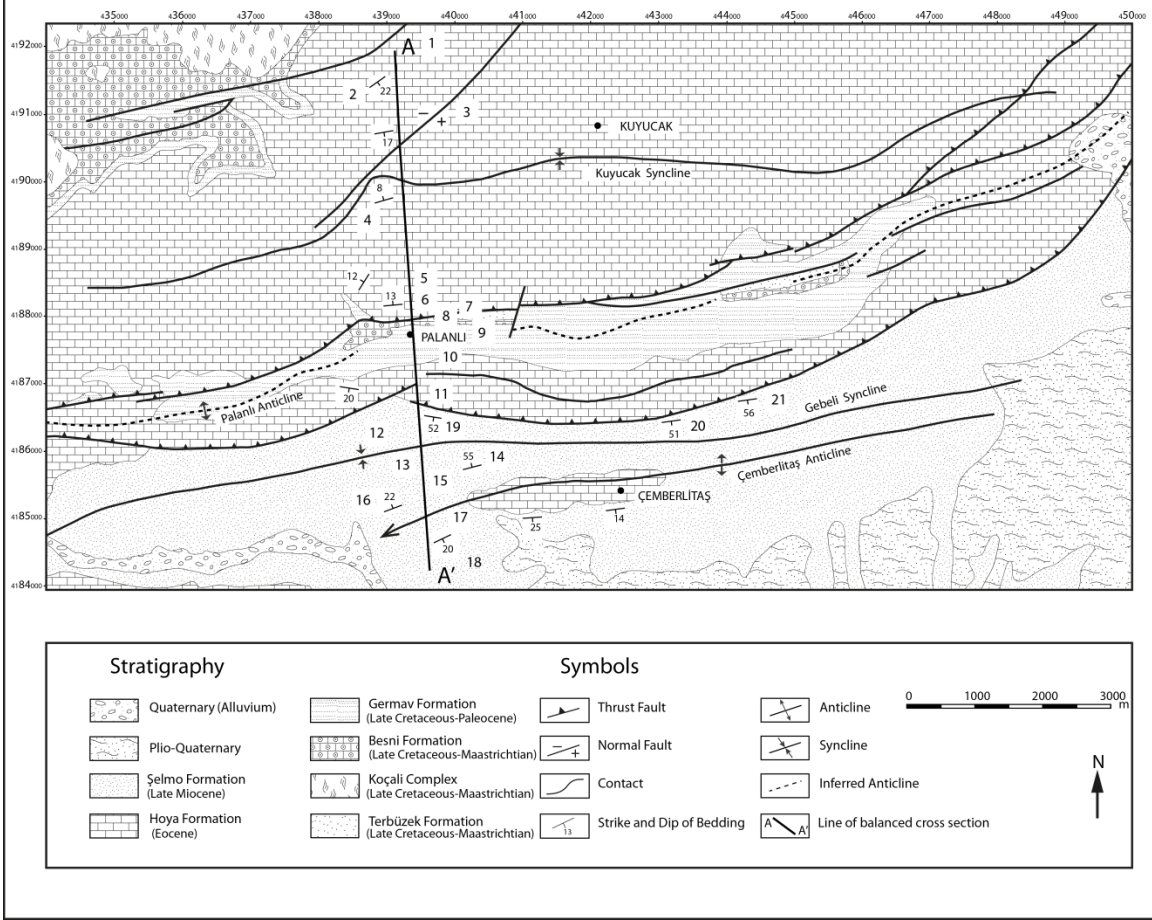 435000 436000 438000 439000 440000 441000 442000 443000 444000 445000 447000 448000 449000 450000
4192000
4191000
4190000
4189000
4188000
4187000
4186000
4185000
4184000
A
1
2
22
3
− +
17
KUYUCAK
Kuyucak Syncline
8
4
12
5
13
6
7
8
9
PALANLI
10
Palanlı Anticline
20
11
12
52
19
20
51
21
56
Gebeli Syncline
13
55
14
Çemberlitaş Anticline
15
16
22
ÇEMBERLİTAŞ
17
25
14
20
18
A'
Stratigraphy
Quaternary (Alluvium)
Plio-Quaternary
Şelmo Formation
(Late Miocene)
Hoya Formation
(Eocene)
Germav Formation
(Late Cretaceous-Paleocene)
Besni Formation
(Late Cretaceous-Maastrichtian)
Koçali Complex
(Late Cretaceous-Maastrichtian)
Terbüzek Formation
(Late Cretaceous-Maastrichtian)
Symbols
Thrust Fault
− +
Normal Fault
Contact
13
Strike and Dip of Bedding
Anticline
Syncline
Inferred Anticline
A A'
Line of balanced cross section
0 1000 2000 3000
m
N